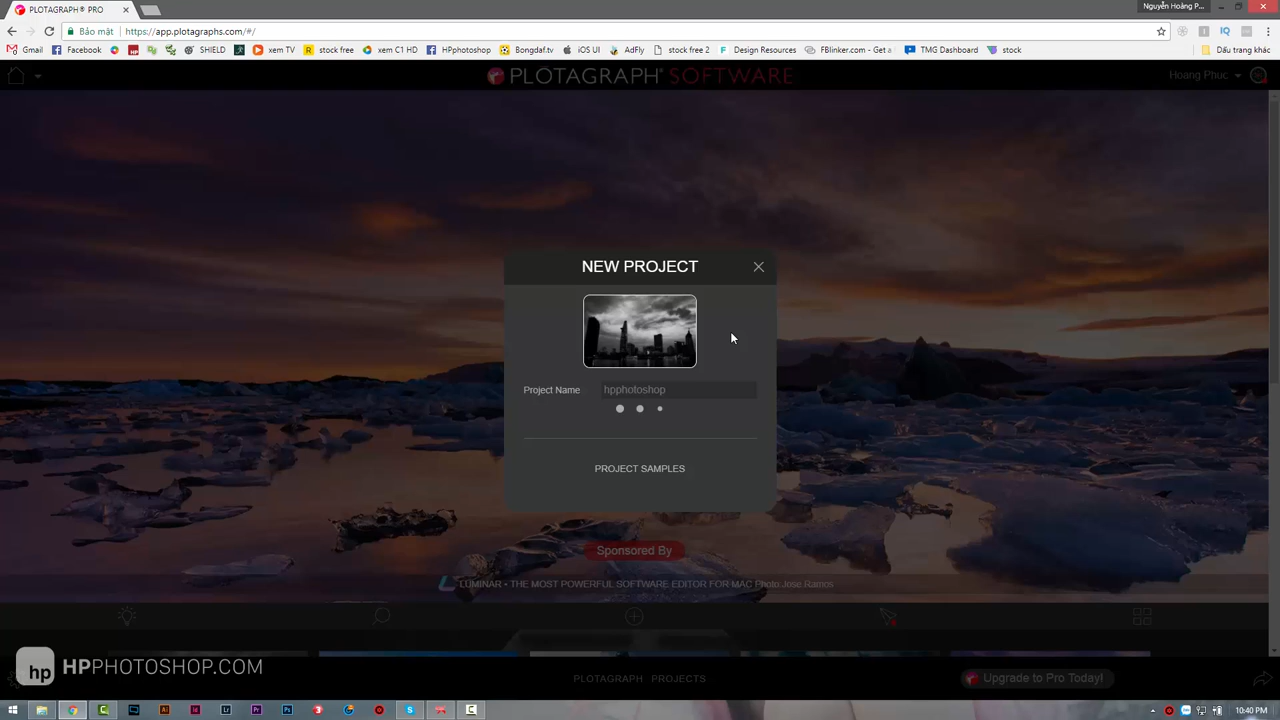 PLOTAGRAPH® PRO
Nguyễn Hoàng P...
Bảo mật
https://app.plotagraphs.com/#/
Gmail
Facebook
SHIELD
xem TV
stock free
xem C1 HD
HPphotoshop
Bongdaf.tv
iOS UI
AdFly
stock free 2
Design Resources
FBlinker.com - Get a
TMG Dashboard
stock
Dấu trang khác
PLOTAGRAPH® SOFTWARE
Hoang Phuc
NEW PROJECT
Project Name
hpphotoshop
PROJECT SAMPLES
Sponsored By
LUMINAR • THE MOST POWERFUL SOFTWARE EDITOR FOR MAC Photo Jose Ramos
hp HPPHOTOSHOP.COM
PLOTAGRAPH PROJECTS
Upgrade to Pro Today!
10:40 PM